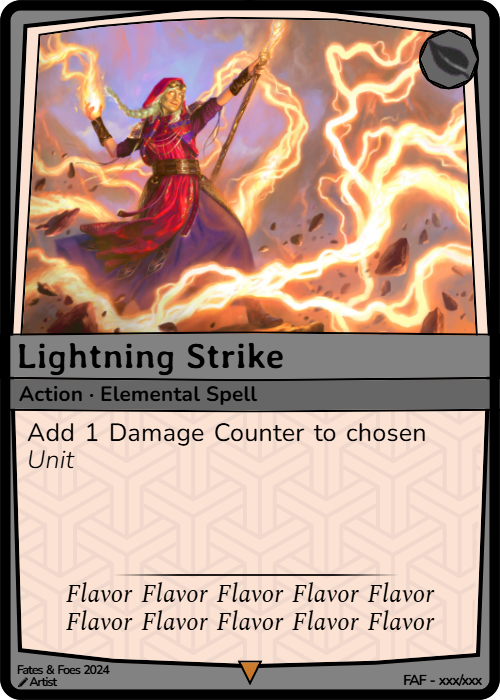 Lightning Strike
Action · Elemental Spell
Add 1 Damage Counter to chosen
Unit
Flavor Flavor Flavor Flavor Flavor
Flavor Flavor Flavor Flavor Flavor
Fates & Foes 2024
Artist
FAF - xxx/xxx